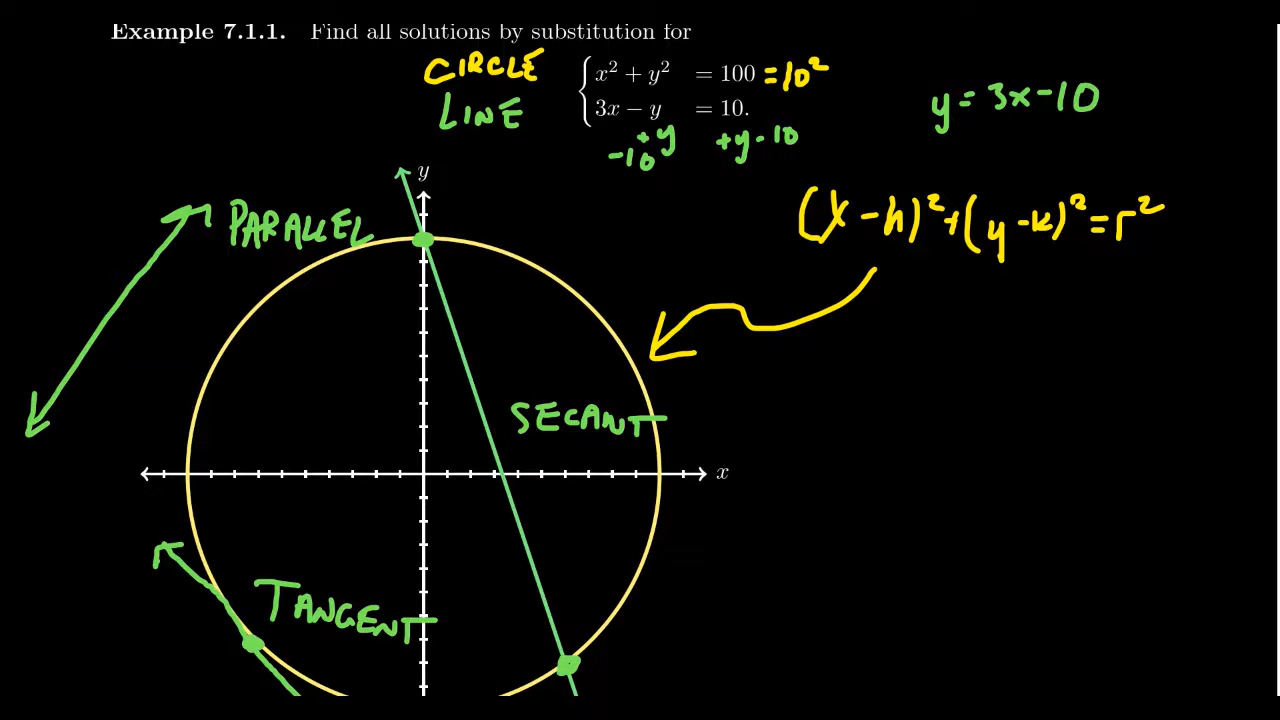 Example 7.1.1. Find all solutions by substitution for
CIRCLE x² + y² = 100 = 10²
LINE 3x − y = 10.
y = 3x - 10
+y +y - 10
-10
y
PARALLEL
(x - h)² + (y - k)² = r²
SECANT
x
TANGENT